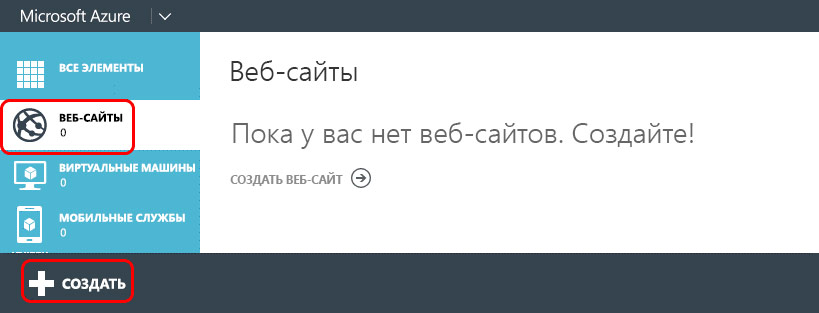 Microsoft Azure
ВСЕ ЭЛЕМЕНТЫ
ВЕБ-САЙТЫ
0
ВИРТУАЛЬНЫЕ МАШИНЫ
0
МОБИЛЬНЫЕ СЛУЖБЫ
0
Веб-сайты
Пока у вас нет веб-сайтов. Создайте!
СОЗДАТЬ ВЕБ-САЙТ
СОЗДАТЬ